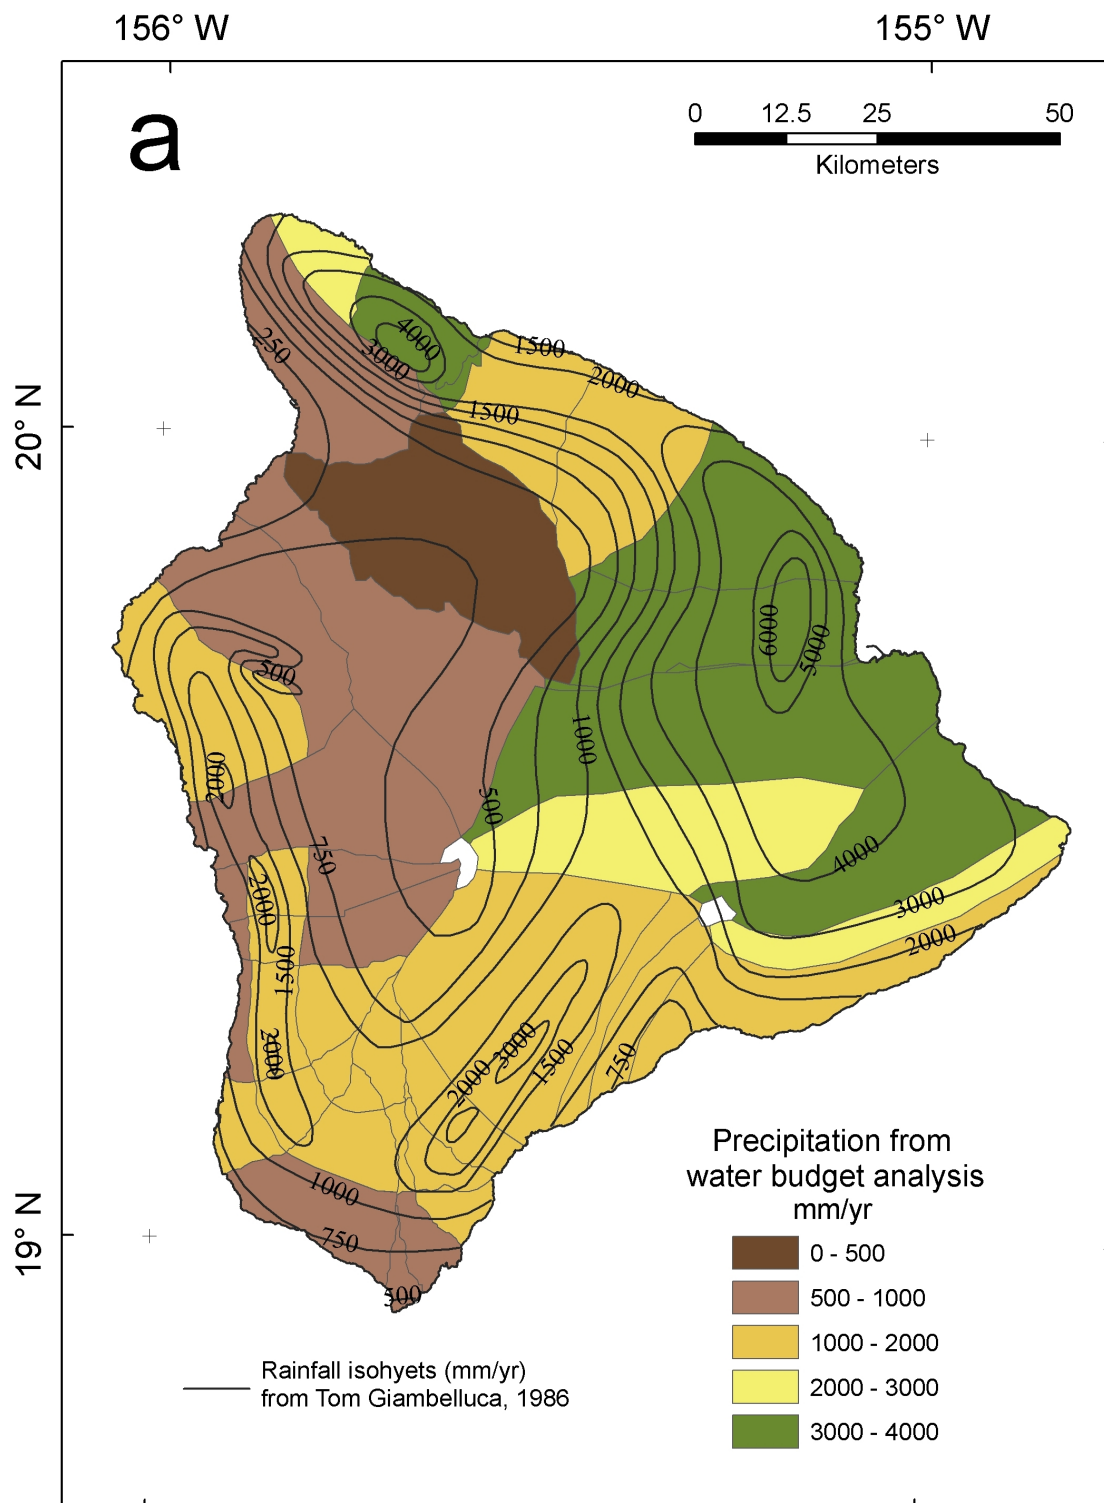 156° W
155° W
a
0 12.5 25 50
Kilometers
250
4000
3000
1500
2000
1500
20° N
6000
5000
500
1000
2000
500
750
4000
2000
3000
1500
2000
3000
2000
1500
750
2000
Precipitation from
water budget analysis
mm/yr
1000
19° N
750
0 - 500
500 - 1000
500
1000 - 2000
Rainfall isohyets (mm/yr)
from Tom Giambelluca, 1986
2000 - 3000
3000 - 4000